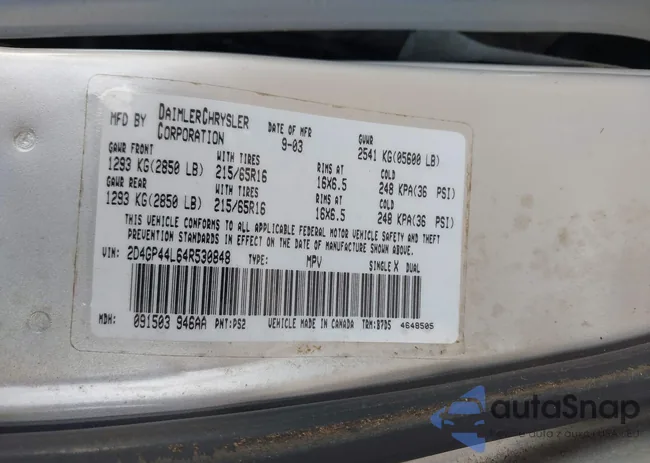 MFD BY DAIMLERCHRYSLER CORPORATION DATE OF MFR 9-03 GVWR 2541 KG(05600 LB)
GAWR FRONT WITH TIRES RIMS AT COLD
1293 KG(2850 LB) 215/65R16 16X6.5 248 KPA(36 PSI)
GAWR REAR WITH TIRES RIMS AT COLD
1293 KG(2850 LB) 215/65R16 16X6.5 248 KPA(36 PSI)
THIS VEHICLE CONFORMS TO ALL APPLICABLE FEDERAL MOTOR VEHICLE SAFETY AND THEFT
PREVENTION STANDARDS IN EFFECT ON THE DATE OF MANUFACTURE SHOWN ABOVE.
VIN: 2D4GP44L64R530848 TYPE: MPV SINGLE X DUAL
MDH: 091503 946AA PNT:PS2 VEHICLE MADE IN CANADA TRM:B7D5 4648505
autaSnap